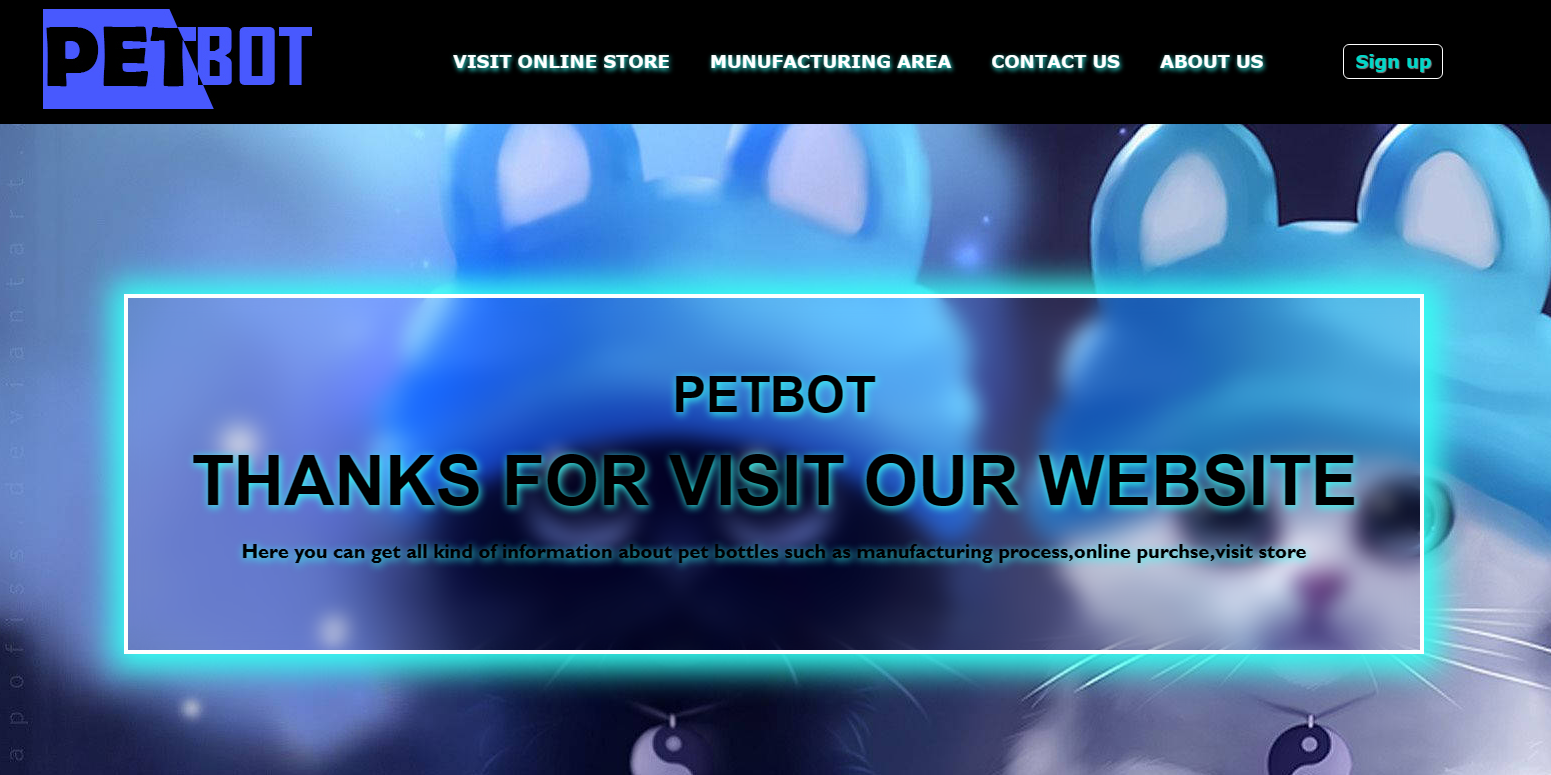 PETBOT
VISIT ONLINE STORE MUNUFACTURING AREA CONTACT US ABOUT US Sign up
PETBOT
THANKS FOR VISIT OUR WEBSITE
Here you can get all kind of information about pet bottles such as manufacturing process,online purchse,visit store
apofiss.deviantart.